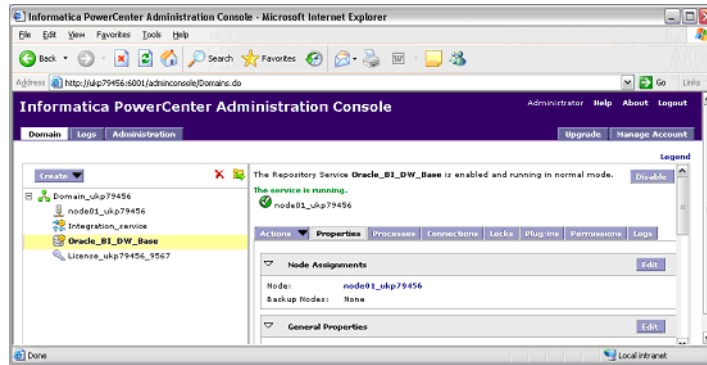 Informatica PowerCenter Administration Console - Microsoft Internet Explorer
File Edit View Favorites Tools Help
Back Search Favorites
Address http://ukp79456:6001/adminconsole/Domains.do Go Links
Informatica PowerCenter Administration Console
Administrator Help About Logout
Domain Logs Administration Upgrade Manage Account
Legend
Create
Domain_ukp79456
node01_ukp79456
Integration_service
Oracle_BI_DW_Base
License_ukp79456_9567
The Repository Service Oracle_BI_DW_Base is enabled and running in normal mode. Disable
The service is running.
node01_ukp79456
Actions Properties Processes Connections Locks Plug-ins Permissions Logs
Node Assignments Edit
Node: node01_ukp79456
Backup Nodes: None
General Properties Edit
Done Local intranet